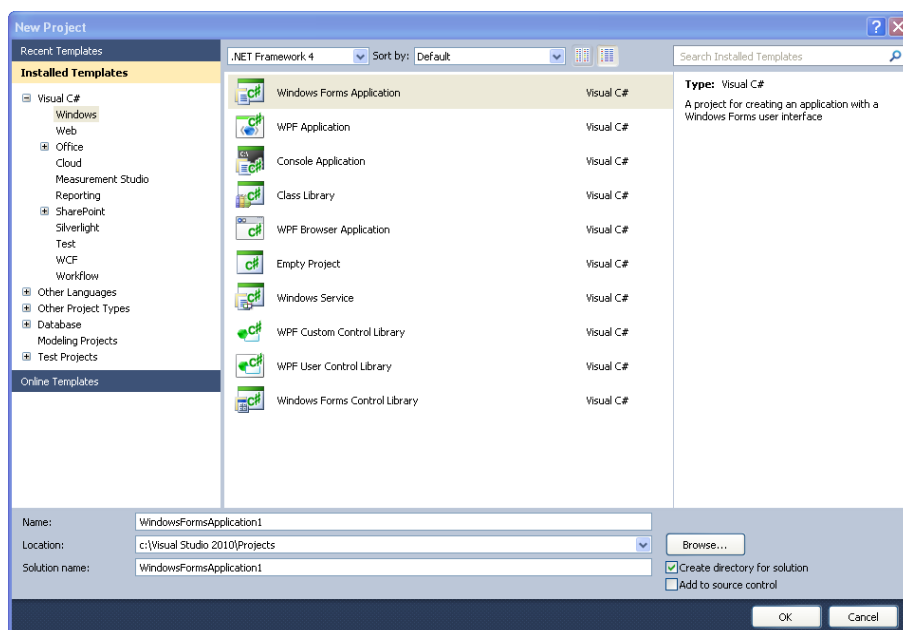 New Project
Recent Templates
.NET Framework 4 Sort by: Default
Search Installed Templates
Installed Templates
Visual C#
Windows
Web
Office
Cloud
Measurement Studio
Reporting
SharePoint
Silverlight
Test
WCF
Workflow
Other Languages
Other Project Types
Database
Modeling Projects
Test Projects
Online Templates
Windows Forms Application Visual C#
WPF Application Visual C#
Console Application Visual C#
Class Library Visual C#
WPF Browser Application Visual C#
Empty Project Visual C#
Windows Service Visual C#
WPF Custom Control Library Visual C#
WPF User Control Library Visual C#
Windows Forms Control Library Visual C#
Type: Visual C#
A project for creating an application with a
Windows Forms user interface
Name: WindowsFormsApplication1
Location: c:\Visual Studio 2010\Projects Browse...
Solution name: WindowsFormsApplication1
Create directory for solution
Add to source control
OK Cancel